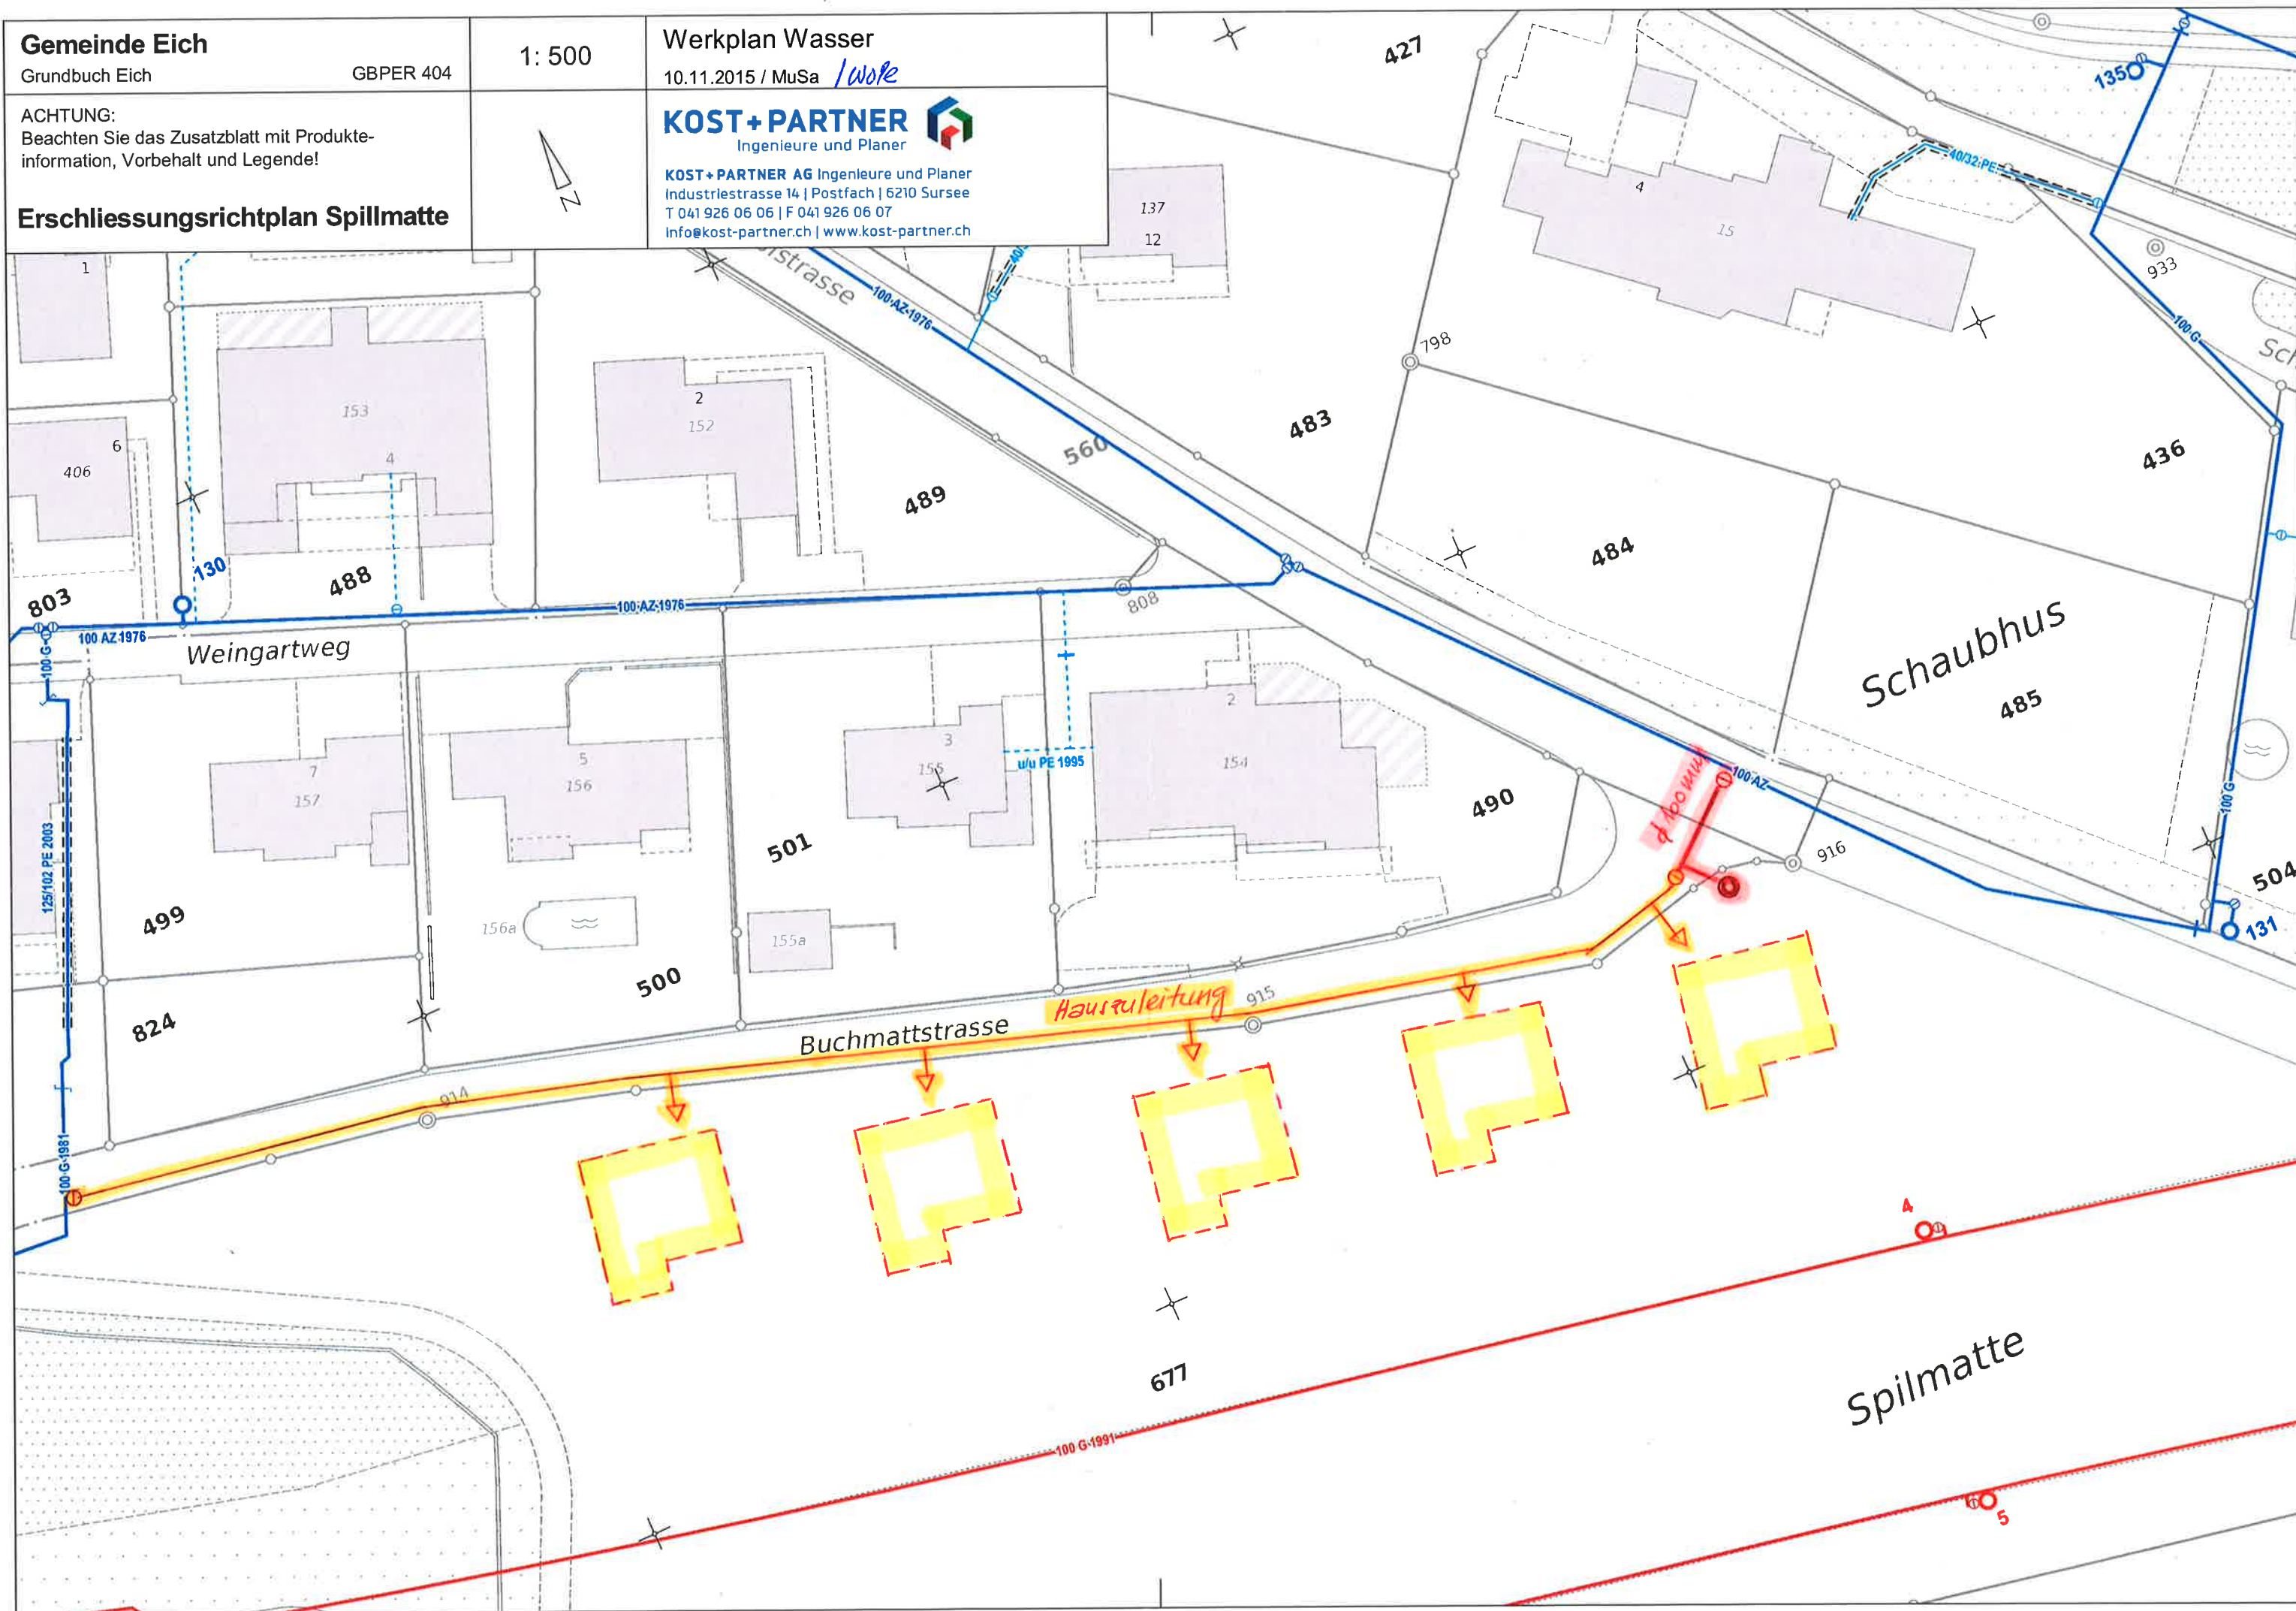 Gemeinde Eich
Grundbuch Eich GBPER 404
1: 500
Werkplan Wasser
10.11.2015 / MuSa /WoPe
ACHTUNG:
Beachten Sie das Zusatzblatt mit Produkte-
information, Vorbehalt und Legende!
Erschliessungsrichtplan Spillmatte
N
KOST+PARTNER
Ingenieure und Planer
KOST+PARTNER AG Ingenieure und Planer
Industriestrasse 14 | Postfach | 6210 Sursee
T 041 926 06 06 | F 041 926 06 07
info@kost-partner.ch | www.kost-partner.ch
427
135
40/32 PE
4
15
137
12
933
1
100 AZ 1976
100 G
798
153
2
152
483
436
6
406
4
560
489
484
130
488
803
808
100 AZ 1976
100 AZ 1976
100 G
Weingartweg
Schaubhus
485
2
3
155
154
u/u PE 1995
5
156
7
157
ø 100 mm
100 AZ
490
100 G
501
916
125/102 PE 2003
499
504
156a
155a
131
500
824
Hauszuleitung
915
Buchmattstrasse
914
100 G 1981
4
677
Spilmatte
100 G 1991
5